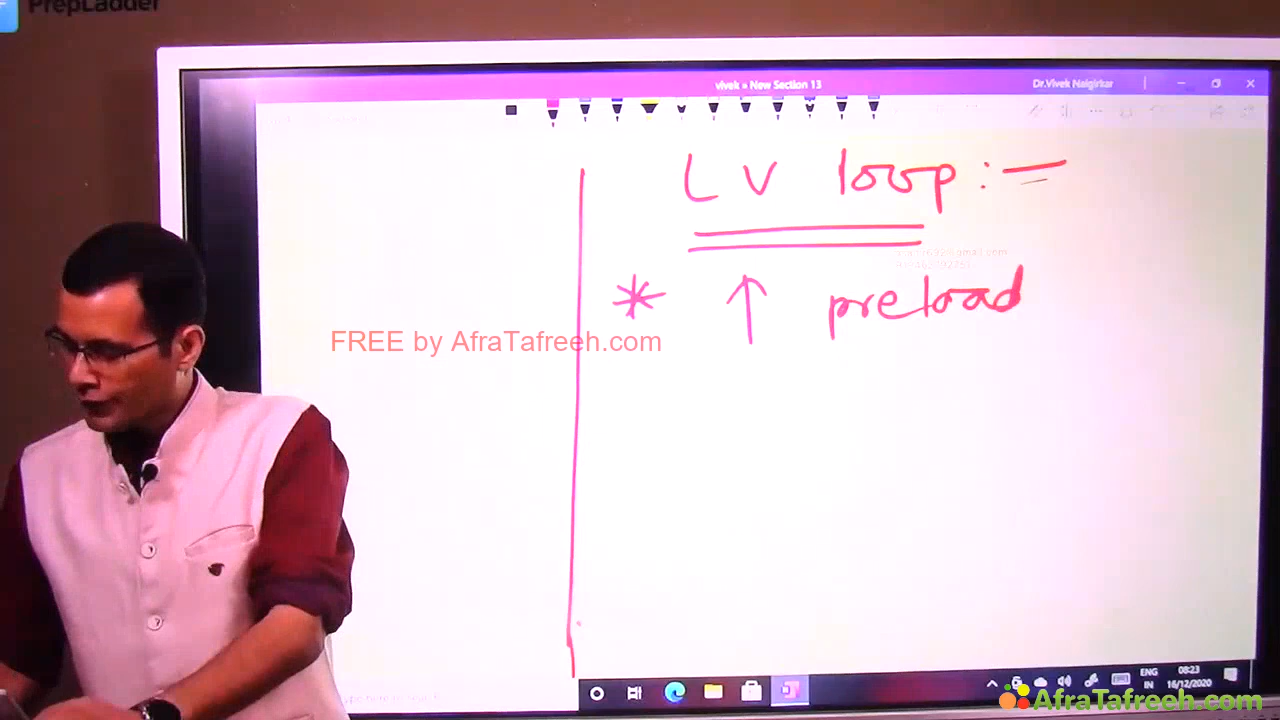 PrepLadder
vivek » New Section 13
Dr.Vivek Nalgirkar
LV loop:-
* ↑ preload
FREE by AfraTafreeh.com
ENG
IN
08:23
16/12/2020
AfraTafreeh.com